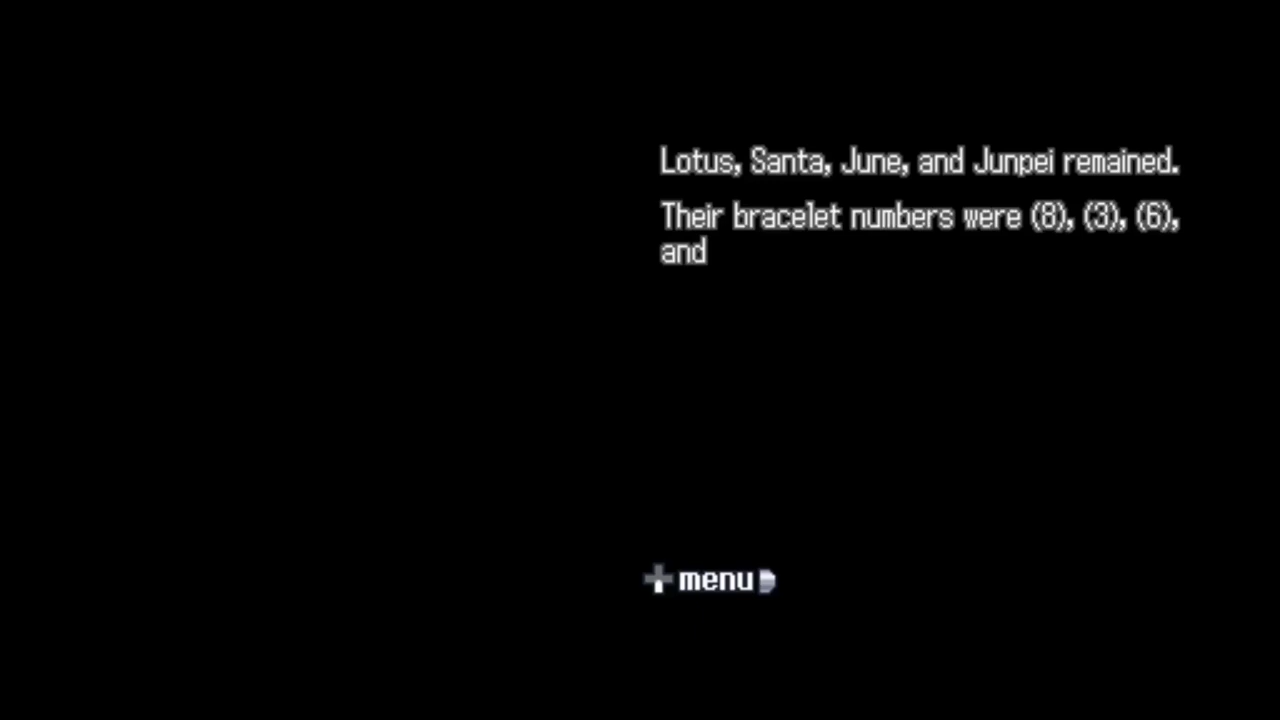 Lotus, Santa, June, and Junpei remained.
Their bracelet numbers were (8), (3), (6),
and
menu